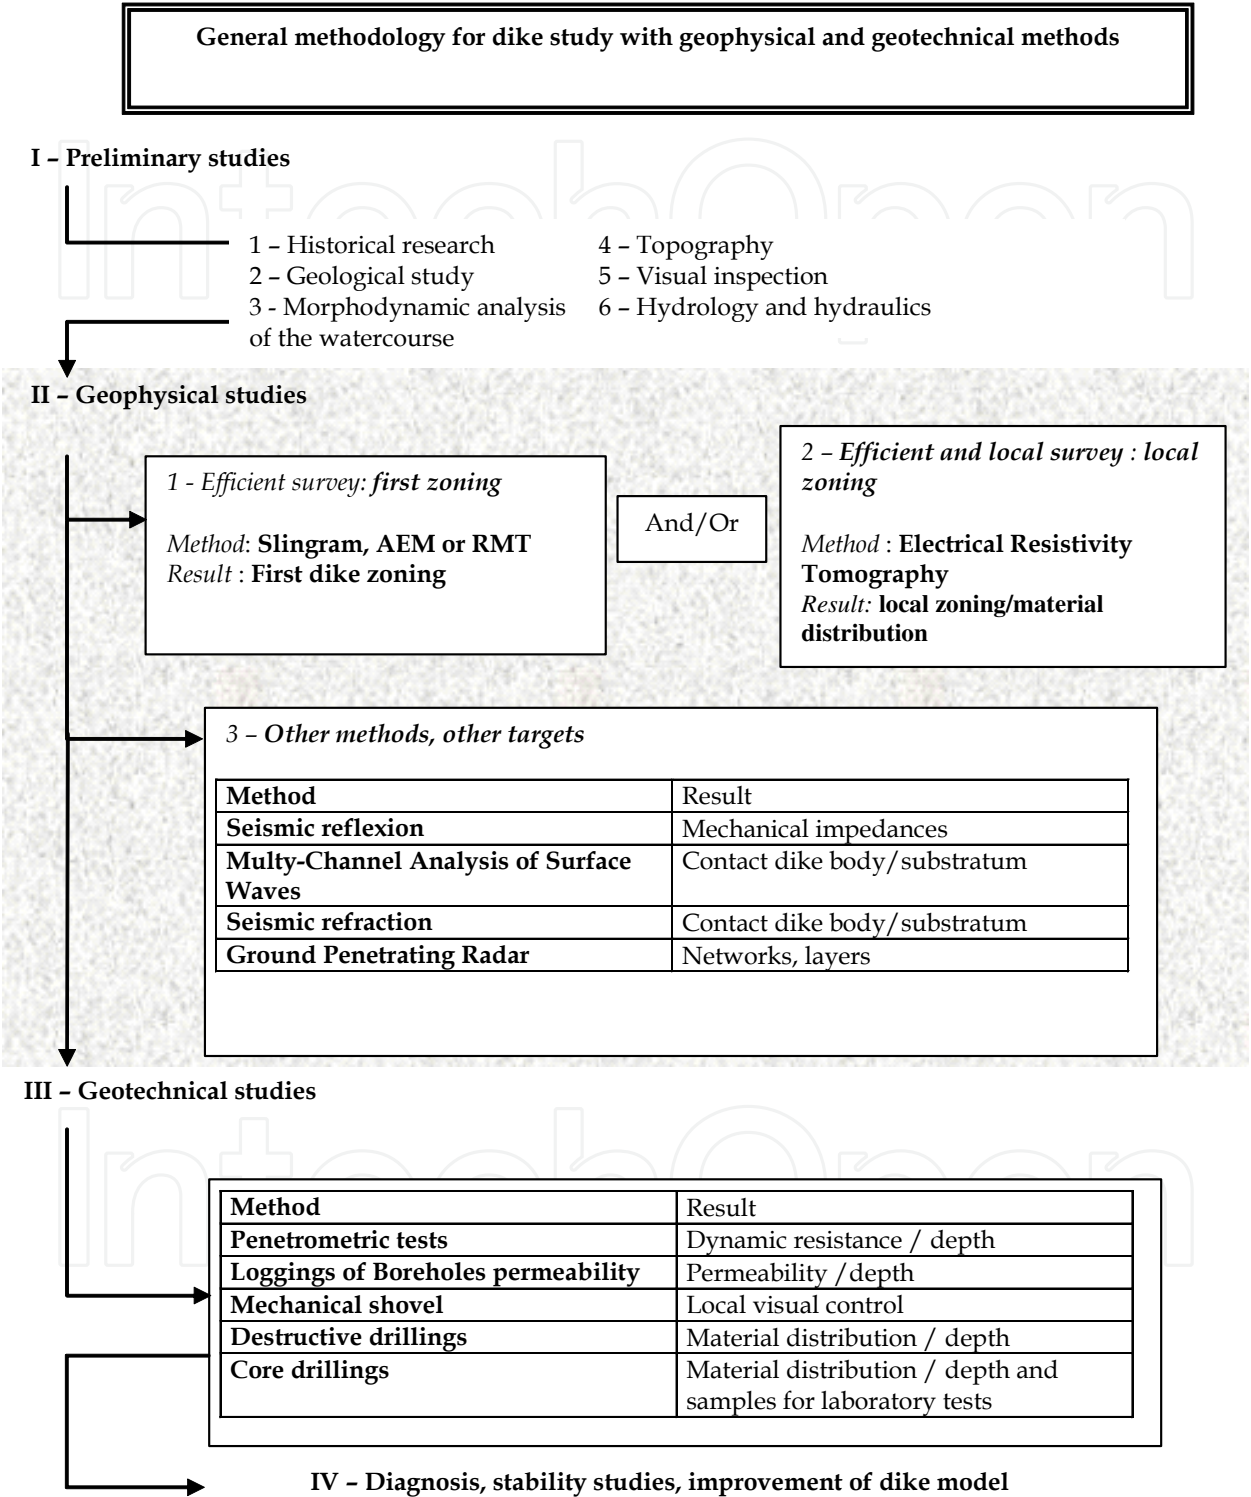 General methodology for dike study with geophysical and geotechnical methods
I – Preliminary studies
1 – Historical research
2 – Geological study
3 - Morphodynamic analysis
of the watercourse
4 – Topography
5 – Visual inspection
6 – Hydrology and hydraulics
II – Geophysical studies
1 - Efficient survey: first zoning
Method: Slingram, AEM or RMT
Result : First dike zoning
And/Or
2 – Efficient and local survey : local
zoning
Method : Electrical Resistivity
Tomography
Result: local zoning/material
distribution
3 – Other methods, other targets
Method Result
Seismic reflexion Mechanical impedances
Multy-Channel Analysis of Surface Contact dike body/substratum
Waves
Seismic refraction Contact dike body/substratum
Ground Penetrating Radar Networks, layers
III – Geotechnical studies
Method Result
Penetrometric tests Dynamic resistance / depth
Loggings of Boreholes permeability Permeability /depth
Mechanical shovel Local visual control
Destructive drillings Material distribution / depth
Core drillings Material distribution / depth and
samples for laboratory tests
IV – Diagnosis, stability studies, improvement of dike model
IntechOpen
IntechOpen